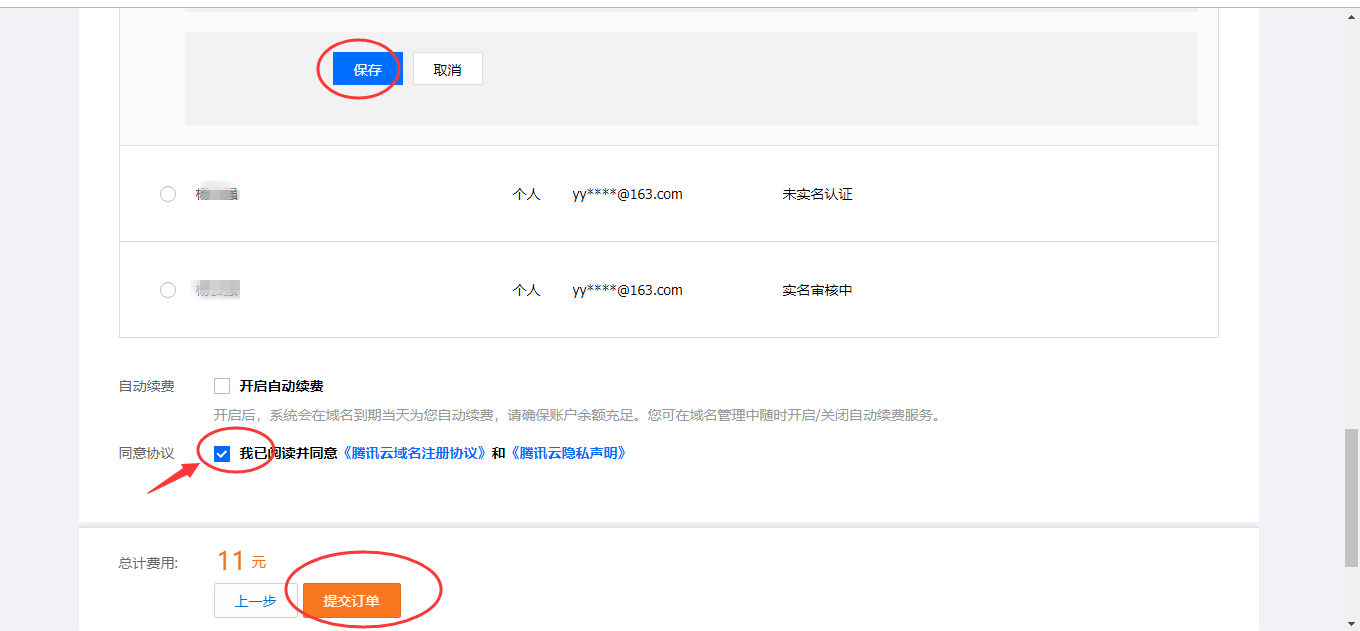 保存 取消
个人 yy****@163.com 未实名认证
个人 yy****@163.com 实名审核中
自动续费 开启自动续费
开启后，系统会在域名到期当天为您自动续费，请确保账户余额充足。您可在域名管理中随时开启/关闭自动续费服务。
同意协议 我已阅读并同意《腾讯云域名注册协议》和《腾讯云隐私声明》
总计费用: 11 元
上一步 提交订单